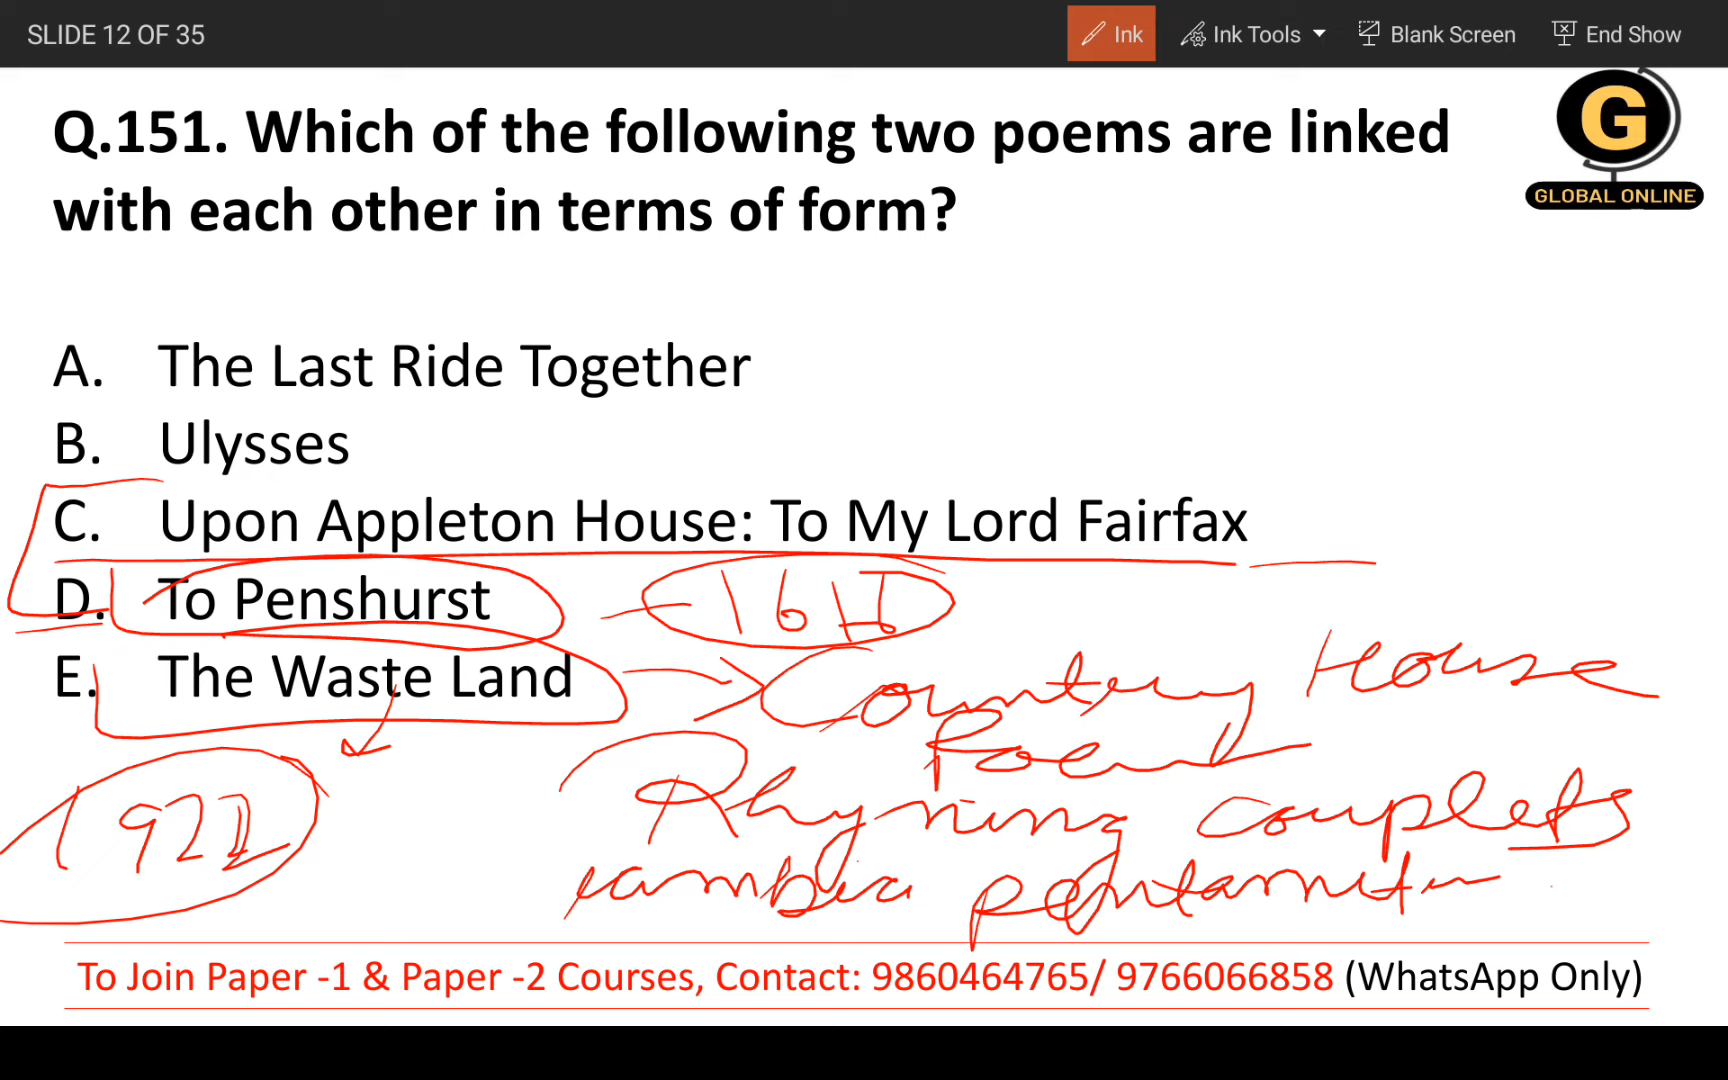 SLIDE 12 OF 35 Ink Ink Tools Blank Screen End Show
Q.151. Which of the following two poems are linked
with each other in terms of form?
G
GLOBAL ONLINE
A. The Last Ride Together
B. Ulysses
C. Upon Appleton House: To My Lord Fairfax
D. To Penshurst
E. The Waste Land
Country House
Poem
Rhyming couplets
pentameter
To Join Paper -1 & Paper -2 Courses, Contact: 9860464765/ 9766066858 (WhatsApp Only)